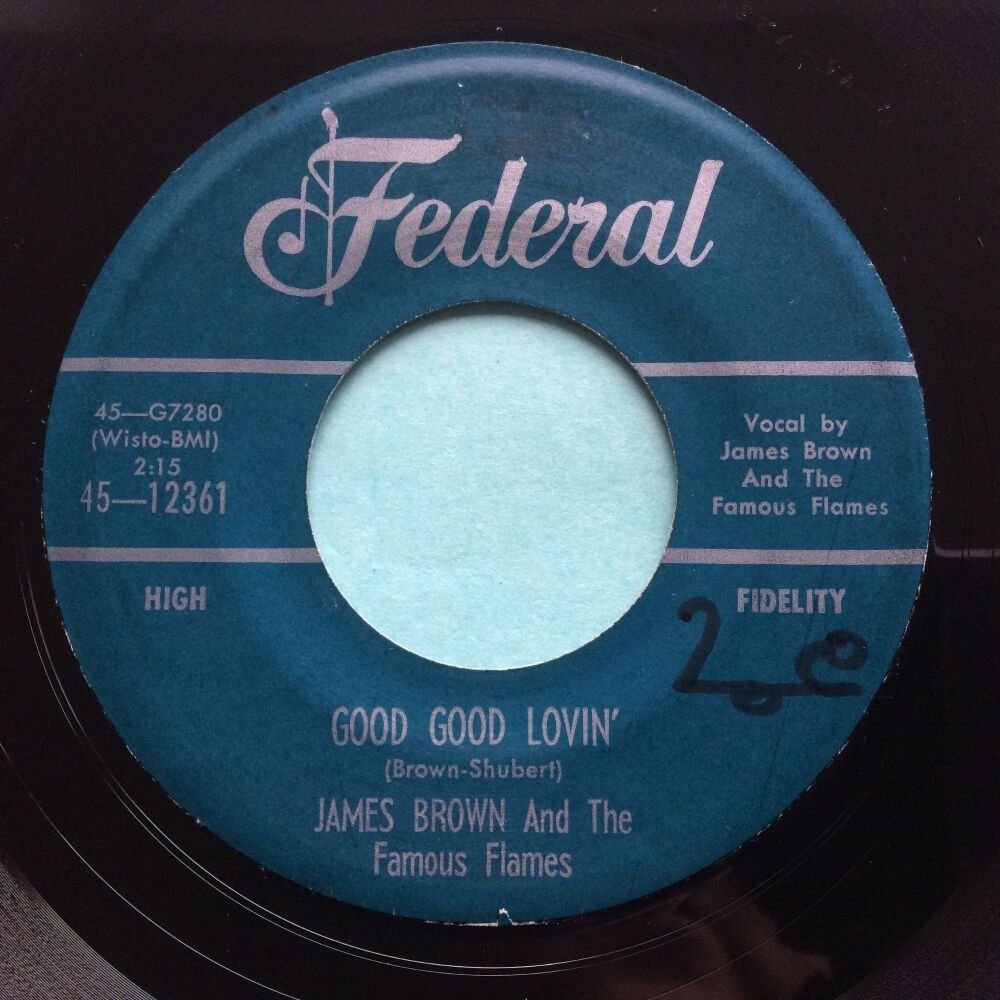 Federal
45—G7280
(Wisto-BMI)
2:15
45—12361
Vocal by
James Brown
And The
Famous Flames
HIGH
FIDELITY
GOOD GOOD LOVIN'
(Brown-Shubert)
JAMES BROWN And The
Famous Flames